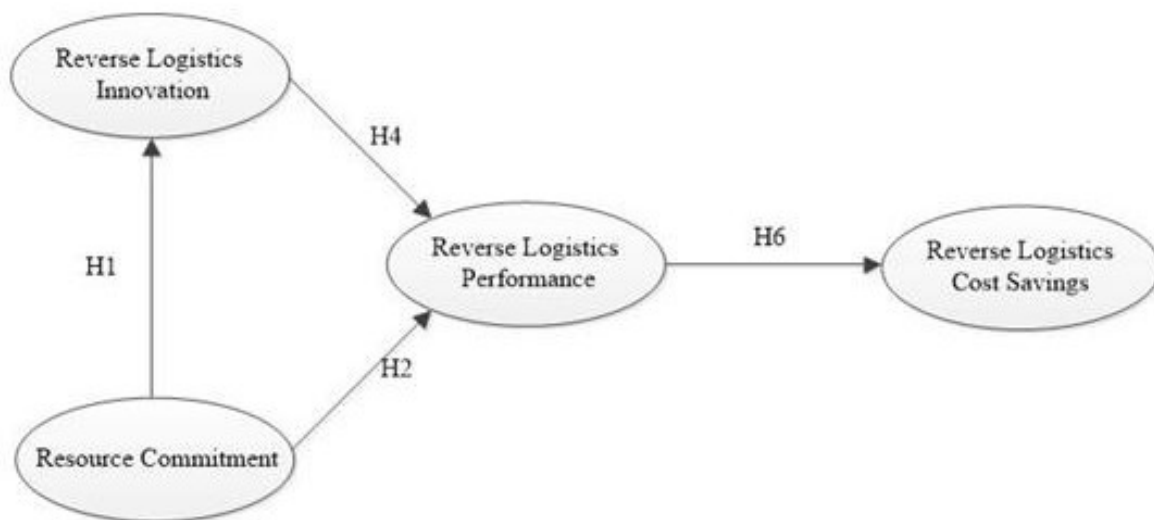 Reverse Logistics
Innovation
H4
H1
Reverse Logistics
Performance
H6
Reverse Logistics
Cost Savings
H2
Resource Commitment